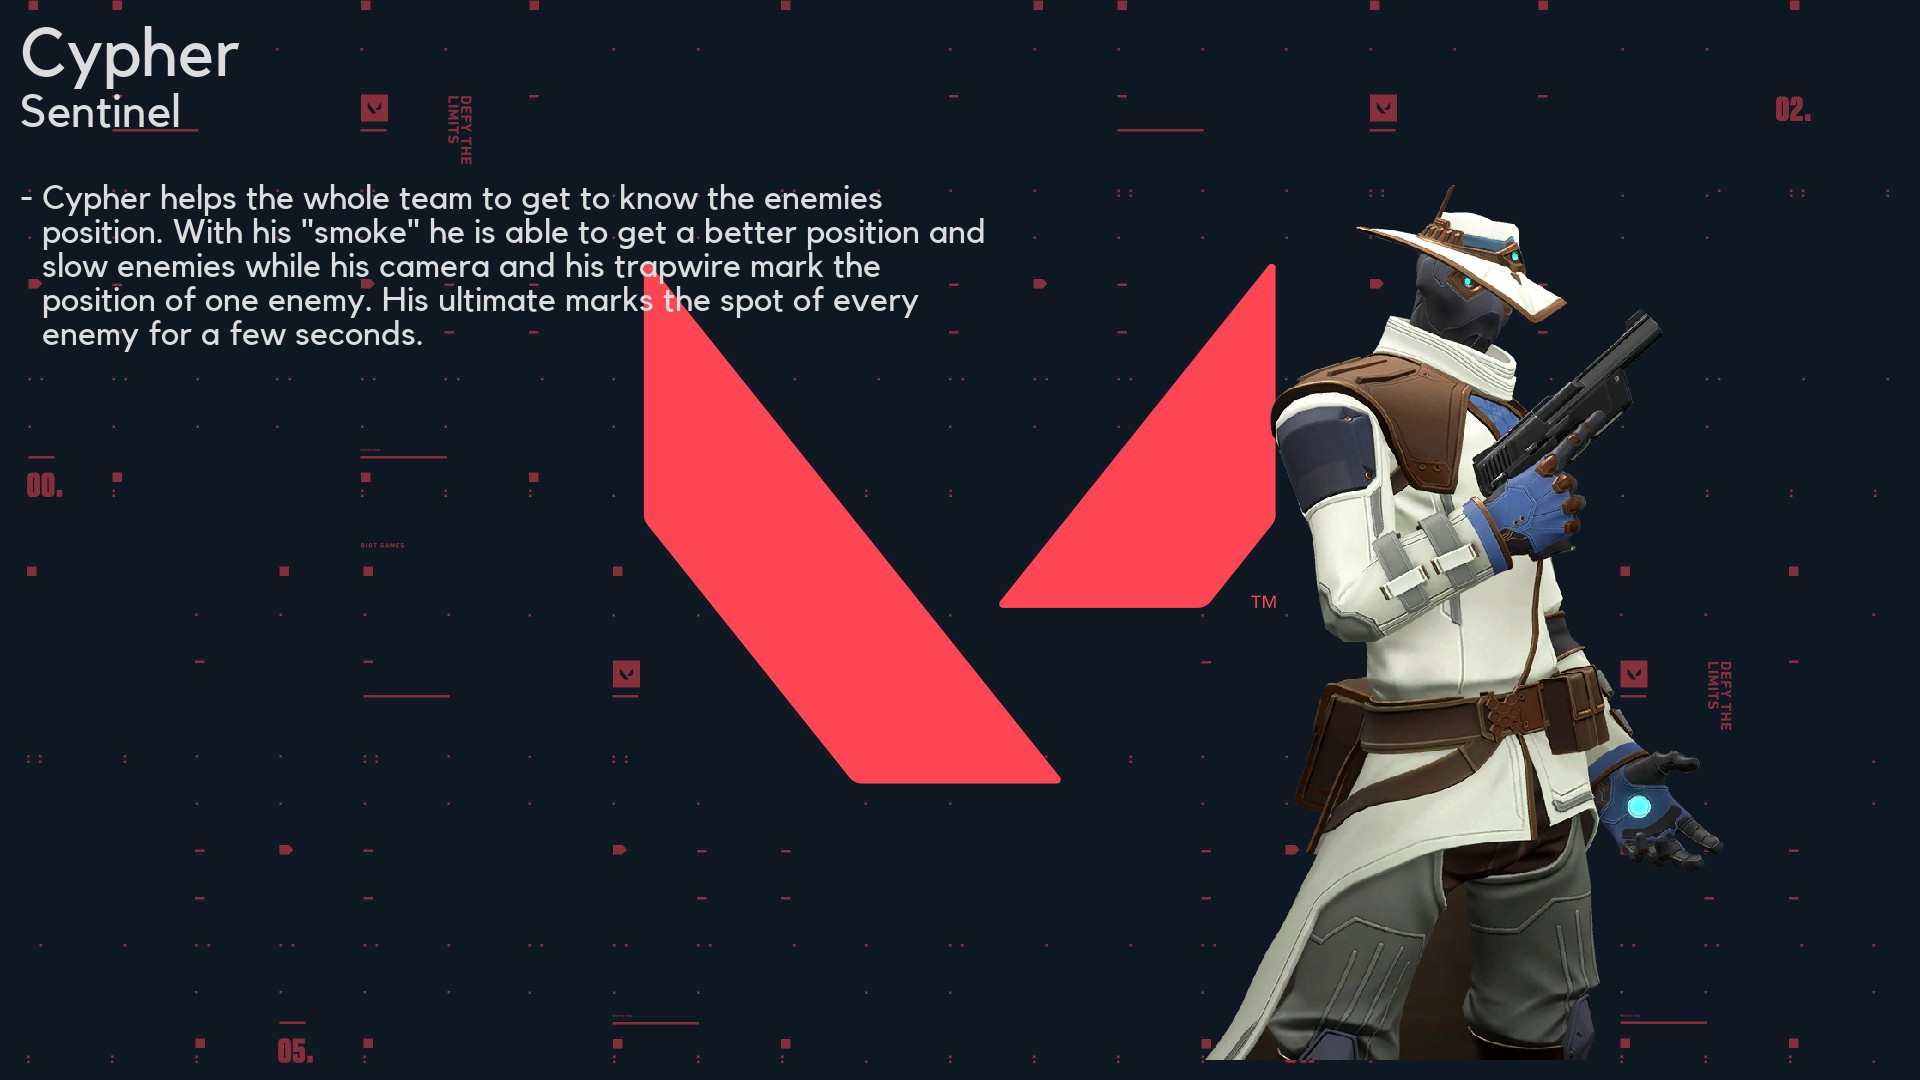 Cypher
Sentinel
DEFY THE
LIMITS
02.
- Cypher helps the whole team to get to know the enemies
position. With his "smoke" he is able to get a better position and
slow enemies while his camera and his trapwire mark the
position of one enemy. His ultimate marks the spot of every
enemy for a few seconds.
00.
RIOT GAMES
TM
DEFY THE
LIMITS
05.